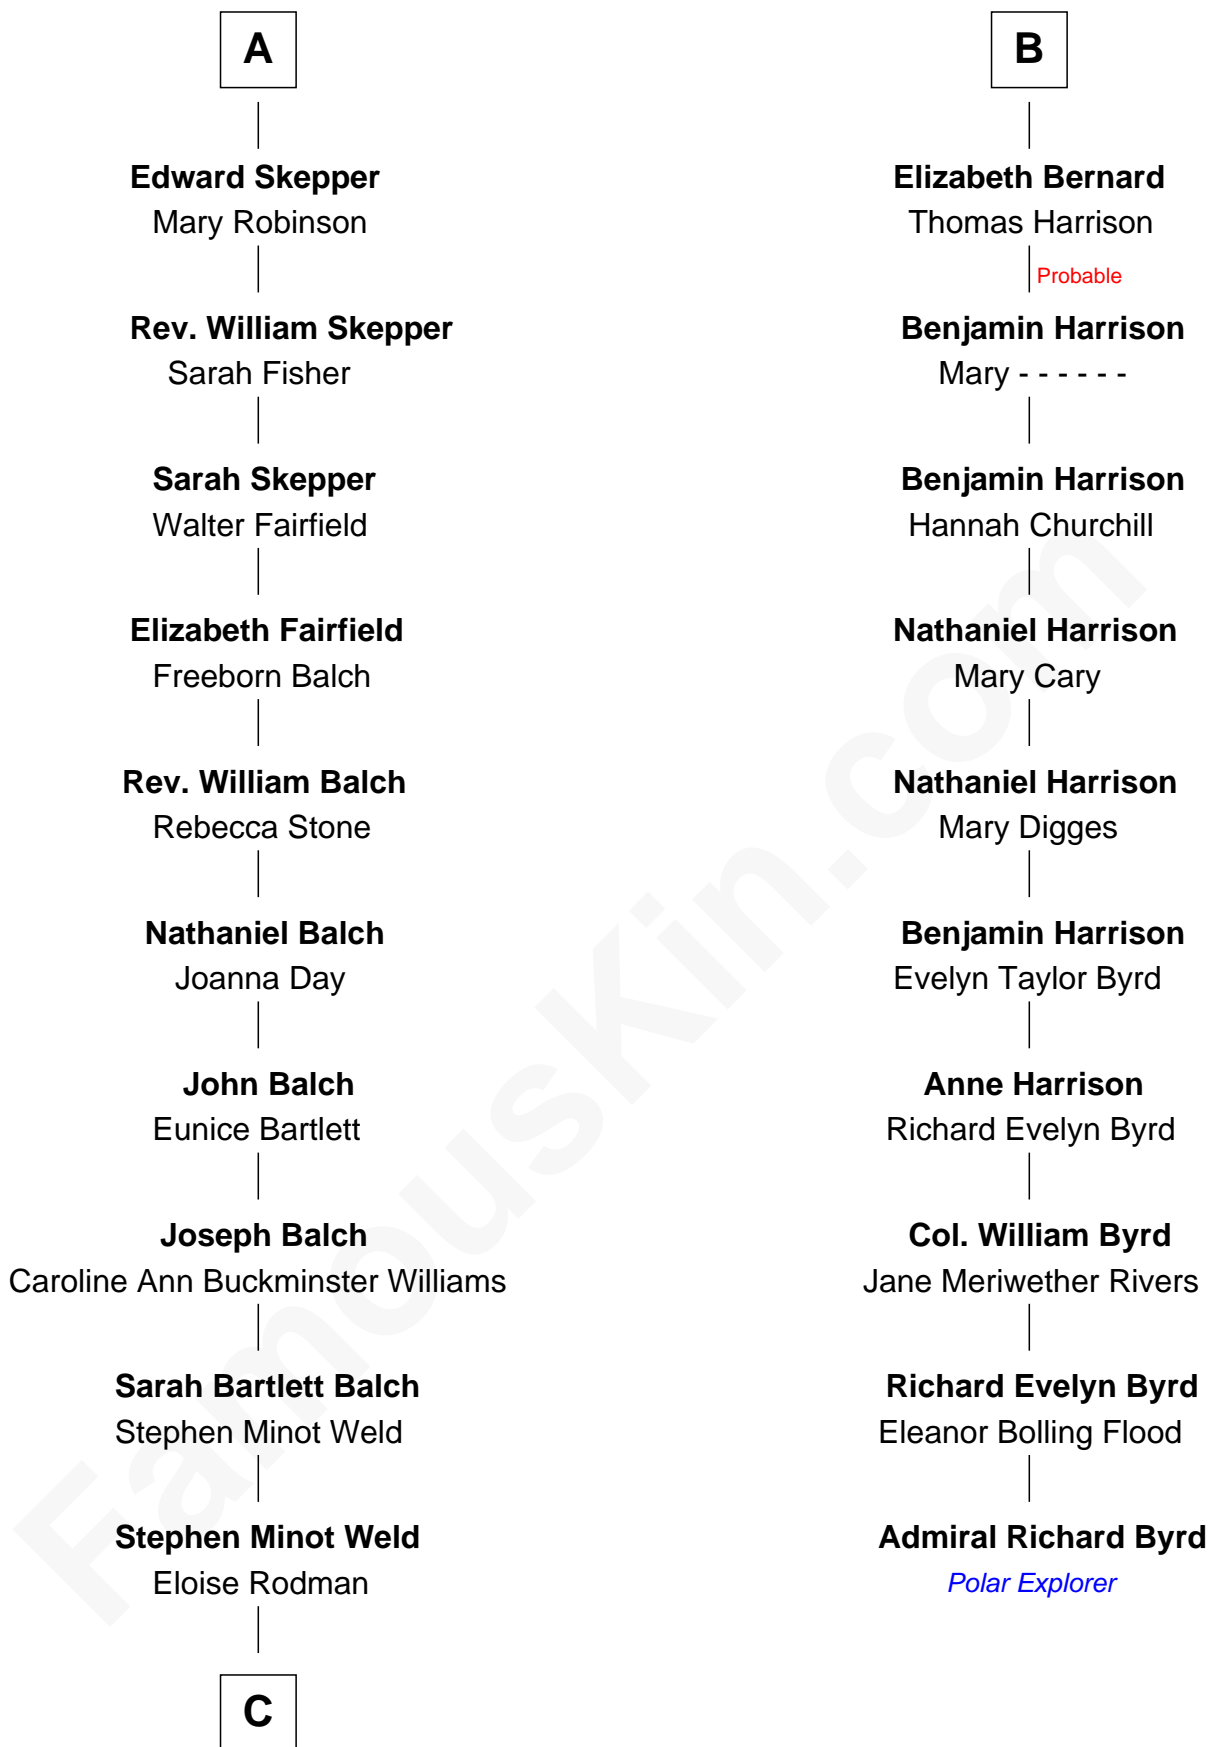 A
Edward Skepper
Mary Robinson
Rev. William Skepper
Sarah Fisher
Sarah Skepper
Walter Fairfield
Elizabeth Fairfield
Freeborn Balch
Rev. William Balch
Rebecca Stone
Nathaniel Balch
Joanna Day
John Balch
Eunice Bartlett
Joseph Balch
Caroline Ann Buckminster Williams
Sarah Bartlett Balch
Stephen Minot Weld
Stephen Minot Weld
Eloise Rodman
C
B
Elizabeth Bernard
Thomas Harrison
Probable
Benjamin Harrison
Mary - - - - - -
Benjamin Harrison
Hannah Churchill
Nathaniel Harrison
Mary Cary
Nathaniel Harrison
Mary Digges
Benjamin Harrison
Evelyn Taylor Byrd
Anne Harrison
Richard Evelyn Byrd
Col. William Byrd
Jane Meriwether Rivers
Richard Evelyn Byrd
Eleanor Bolling Flood
Admiral Richard Byrd
Polar Explorer
FamousKin.com